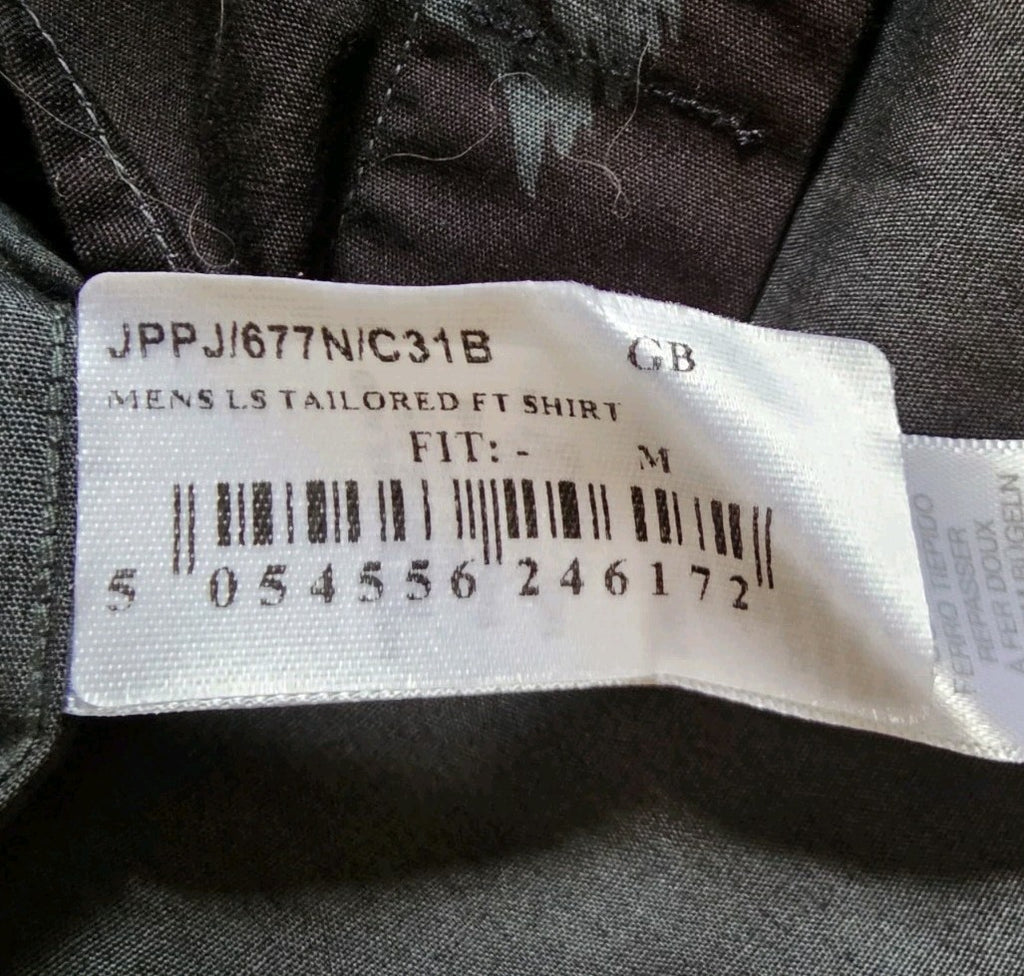 JPPJ/677N/C31B GB
MENS LS TAILORED FT SHIRT
FIT: - M
5 054556 246172
FERRO TIEPIDO
REPASSER
A FER DOUX